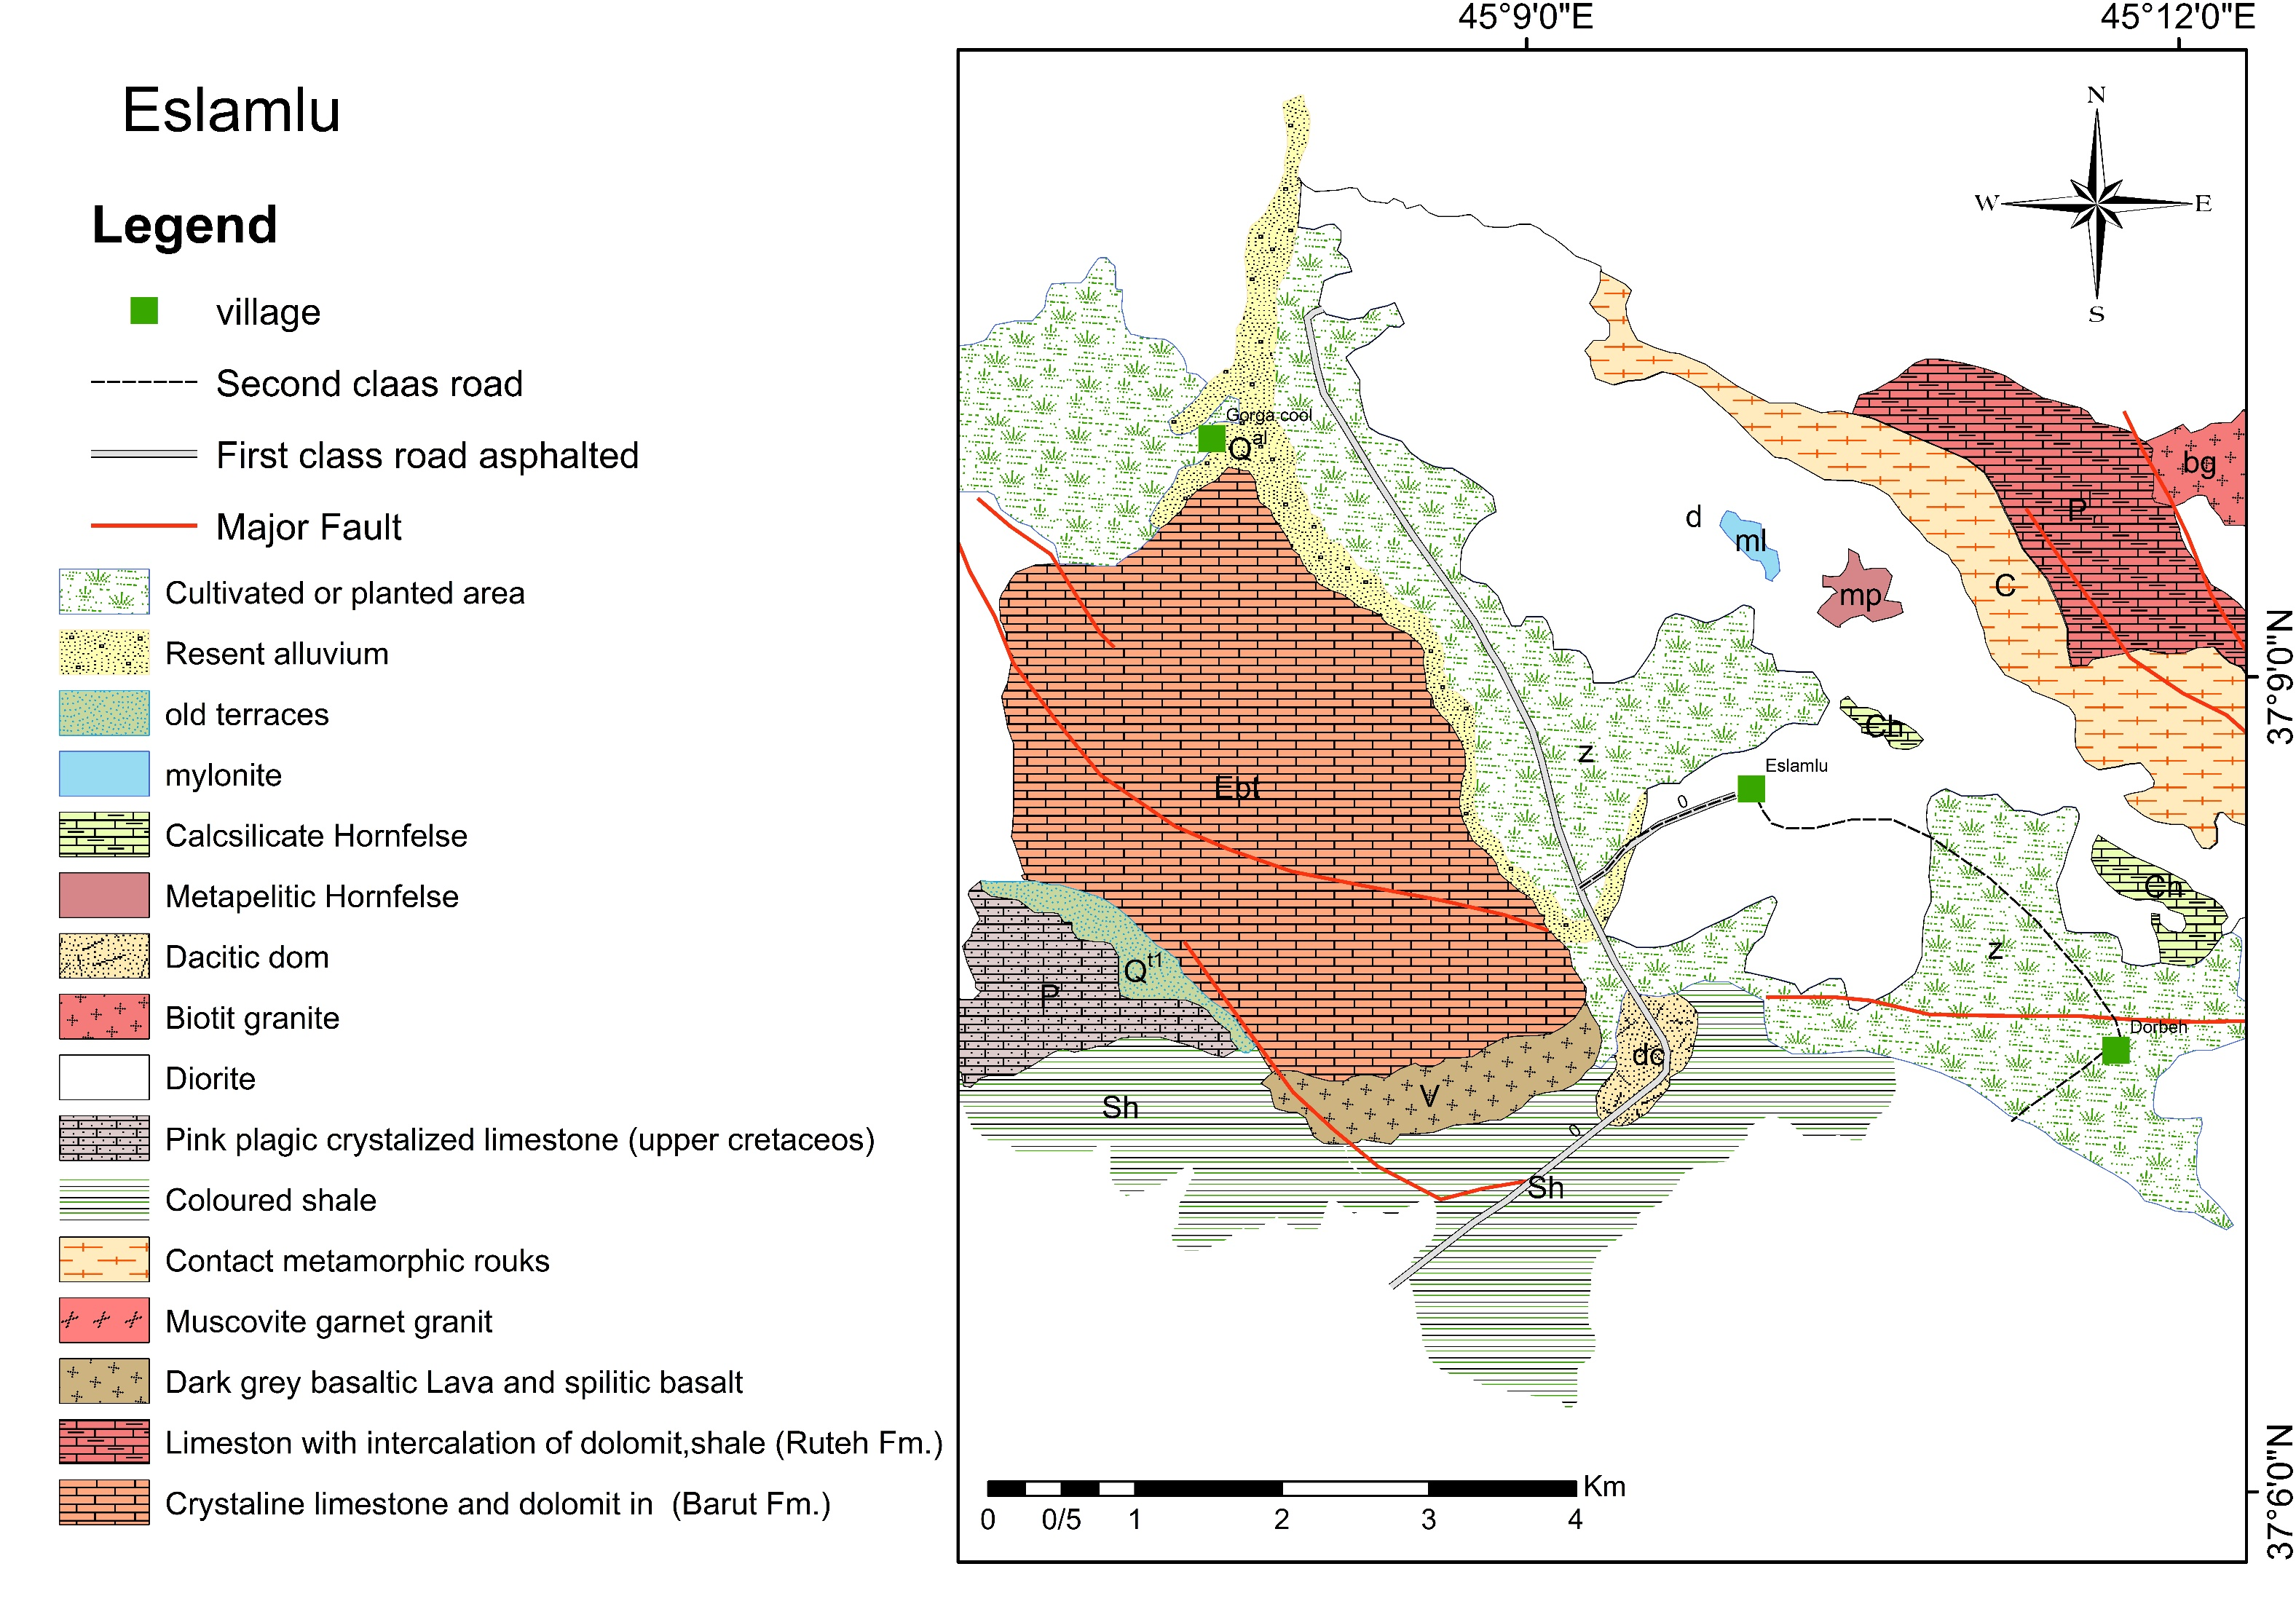 Eslamlu
Legend
village
Second claas road
First class road asphalted
Major Fault
Cultivated or planted area
Resent alluvium
old terraces
mylonite
Calcsilicate Hornfelse
Metapelitic Hornfelse
Dacitic dom
Biotit granite
Diorite
Pink plagic crystalized limestone (upper cretaceos)
Coloured shale
Contact metamorphic rouks
Muscovite garnet granit
Dark grey basaltic Lava and spilitic basalt
Limeston with intercalation of dolomit,shale (Ruteh Fm.)
Crystaline limestone and dolomit in (Barut Fm.)
45°9'0"E
45°12'0"E
N
W
E
S
Gorga cool
Qal
bg
P
d
ml
mp
C
Ch
z
Eslamlu
0
Ebt
Ch
z
Qt1
P
Dorbeh
dc
V
Sh
0
Sh
37°9'0"N
37°6'0"N
Km
0 0/5 1 2 3 4